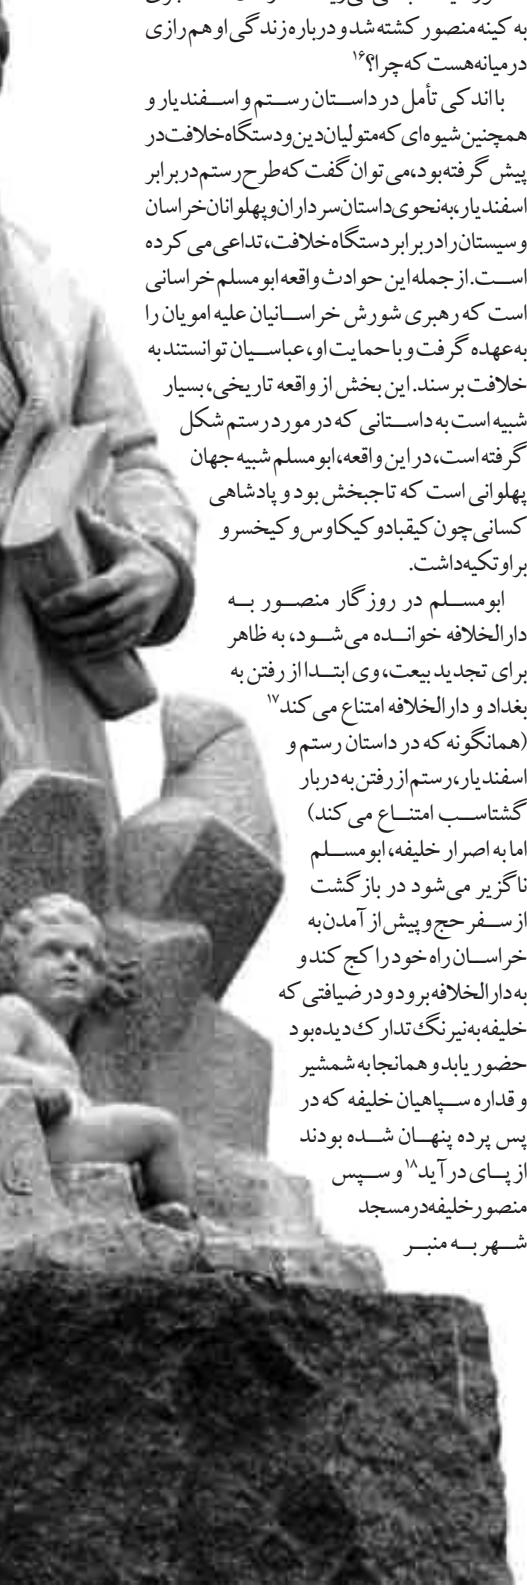 به کینه منصور کشته شد و درباره زندگی او هم رازی
در میانه هست که چرا؟۱۶
با اندکی تأمل در داستان رستم و اسفندیار و
همچنین شیوه‌ای که متولیان دین و دستگاه خلافت در
پیش گرفته بود، می‌توان گفت که طرح رستم در برابر
اسفندیار، به‌نحوی داستان سرداران و پهلوانان خراسان
و سیستان را در برابر دستگاه خلافت، تداعی می‌کرده
است. از جمله این حوادث واقعه ابومسلم خراسانی
است که رهبری شورش خراسانیان علیه امویان را
به‌عهده گرفت و با حمایت او، عباسیان توانستند به
خلافت برسند. این بخش از واقعه تاریخی، بسیار
شبیه است به داستانی که در مورد رستم شکل
گرفته است، در این واقعه، ابومسلم شبیه جهان
پهلوانی است که تاجبخش بود و پادشاهی
کسانی چون کیقباد و کیکاوس و کیخسرو
بر او تکیه داشت.
ابومسلم در روزگار منصور به
دارالخلافه خوانده می‌شود، به ظاهر
برای تجدید بیعت، وی ابتدا از رفتن به
بغداد و دارالخلافه امتناع می‌کند۱۷
(همانگونه که در داستان رستم و
اسفندیار، رستم از رفتن به دربار
گشتاسب امتناع می‌کند)
اما به اصرار خلیفه، ابومسلم
ناگزیر می‌شود در بازگشت
از سفر حج و پیش از آمدن به
خراسان راه خود را کج کند و
به دارالخلافه برود و در ضیافتی که
خلیفه به نیرنگ تدارک دیده بود
حضور یابد و همانجا به شمشیر
و قداره سپاهیان خلیفه که در
پس پرده پنهان شده بودند
از پای درآید۱۸ و سپس
منصور خلیفه در مسجد
شهر به منبر